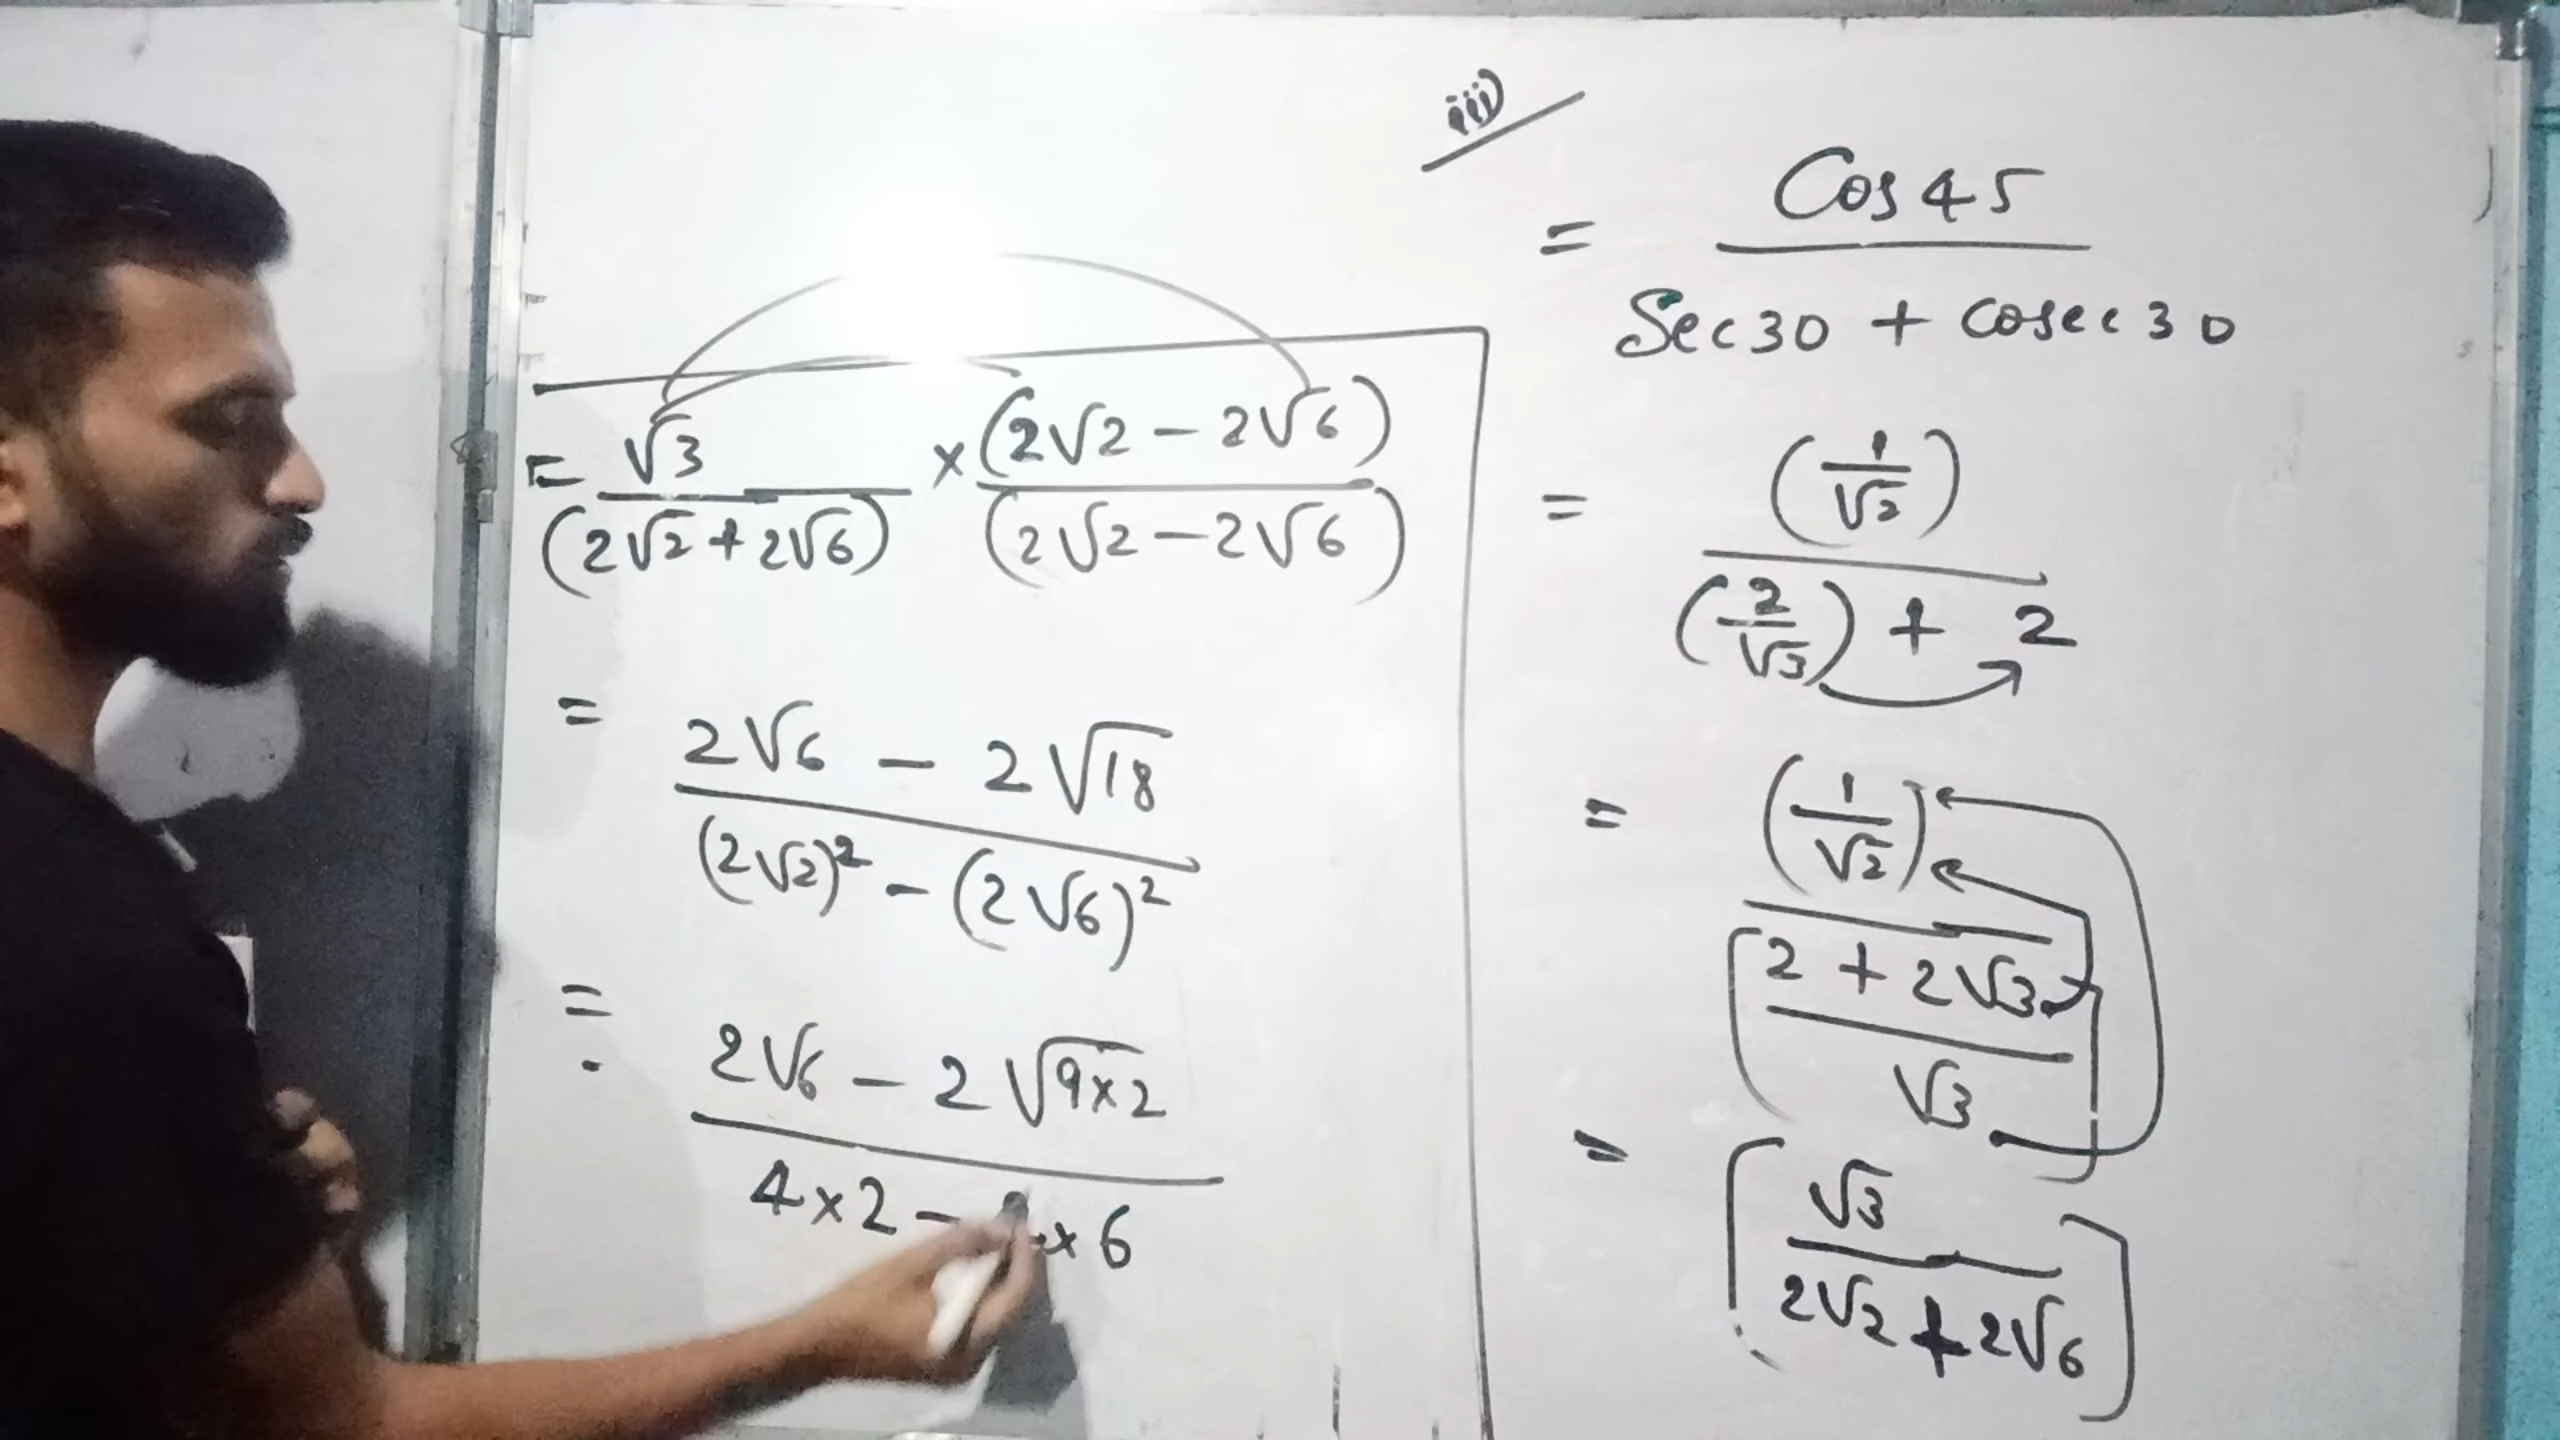 iii)
= Cos 45 / Sec 30 + cosec 30
= (1/√2) / (2/√3) + 2
= (1/√2) / [2 + 2√3 / √3
= [√3 / 2√2 + 2√6]
= √3 / (2√2 + 2√6) × (2√2 − 2√6) / (2√2 − 2√6)
= 2√6 − 2√18 / (2√2)² − (2√6)²
= 2√6 − 2√9×2 / 4×2 − × 6